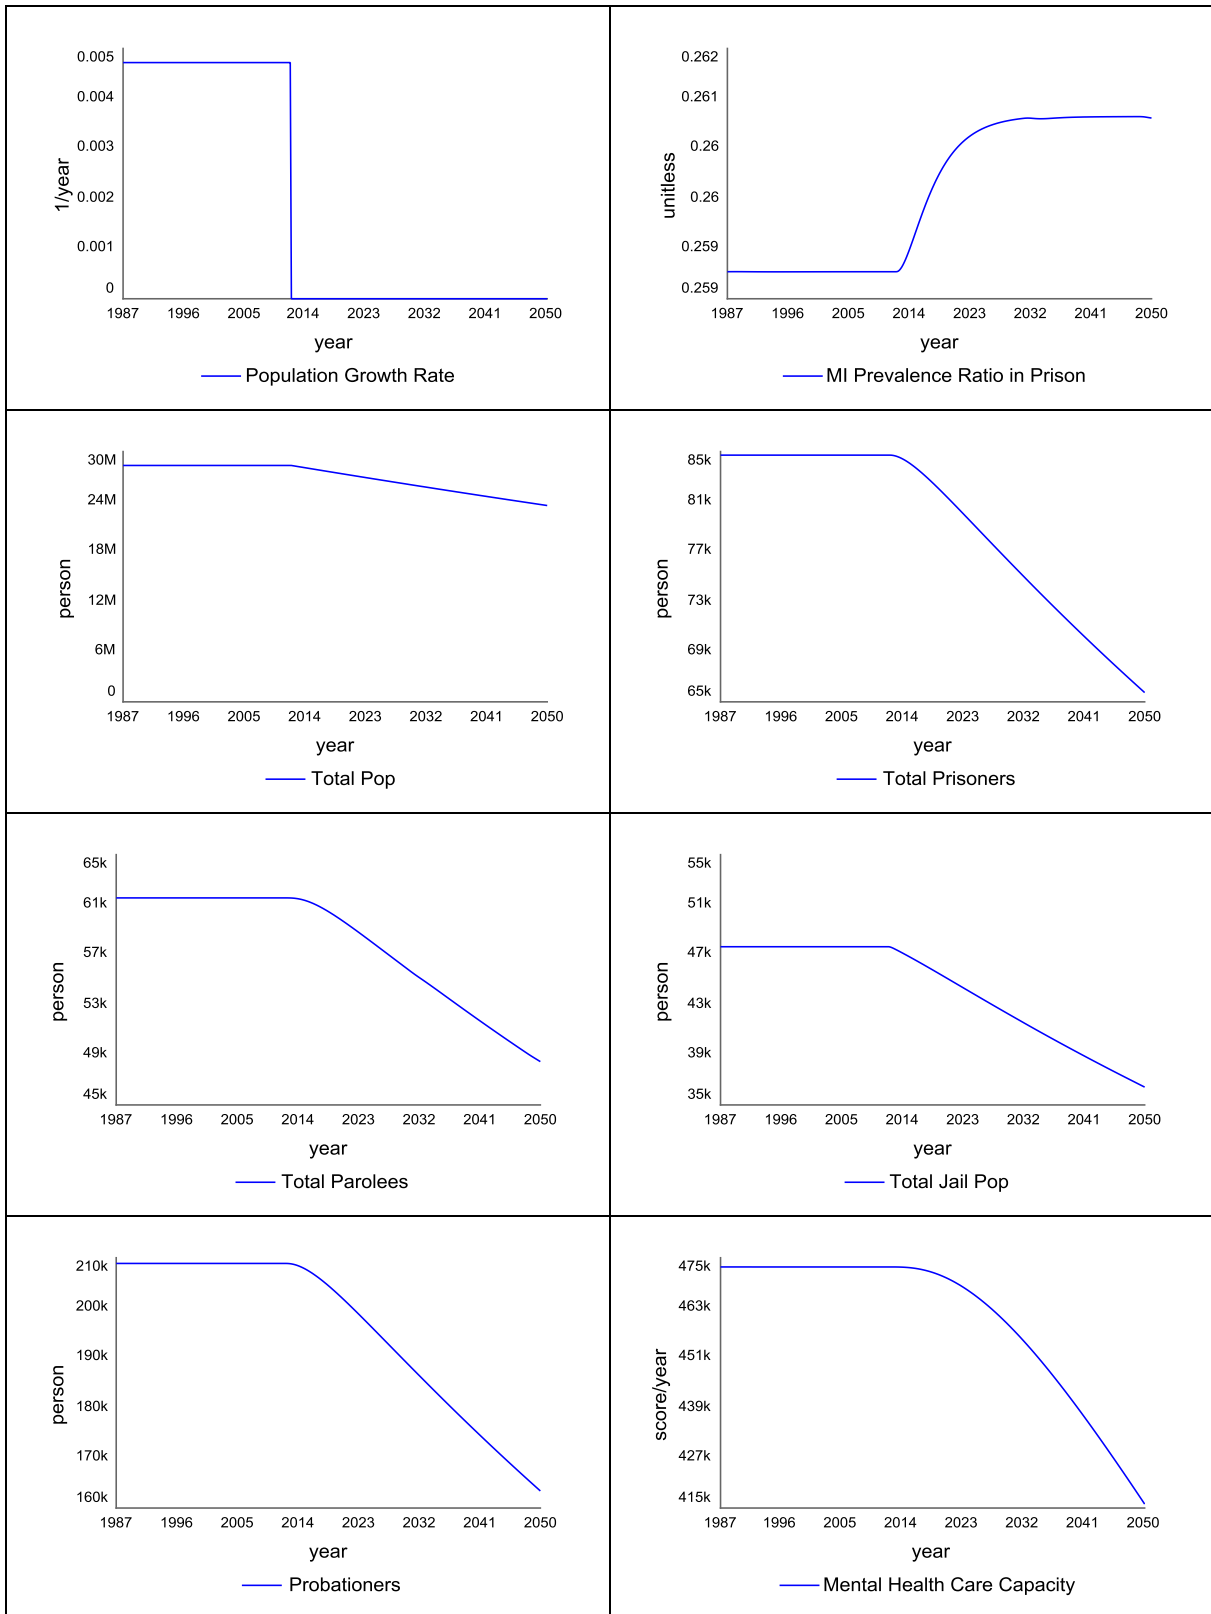 0.005
0.004
0.003
0.002
0.001
0
1/year
1987 1996 2005 2014 2023 2032 2041 2050
year
Population Growth Rate
0.262
0.261
0.26
0.26
0.259
0.259
unitless
1987 1996 2005 2014 2023 2032 2041 2050
year
MI Prevalence Ratio in Prison
30M
24M
18M
12M
6M
0
person
1987 1996 2005 2014 2023 2032 2041 2050
year
Total Pop
85k
81k
77k
73k
69k
65k
person
1987 1996 2005 2014 2023 2032 2041 2050
year
Total Prisoners
65k
61k
57k
53k
49k
45k
person
1987 1996 2005 2014 2023 2032 2041 2050
year
Total Parolees
55k
51k
47k
43k
39k
35k
person
1987 1996 2005 2014 2023 2032 2041 2050
year
Total Jail Pop
210k
200k
190k
180k
170k
160k
person
1987 1996 2005 2014 2023 2032 2041 2050
year
Probationers
475k
463k
451k
439k
427k
415k
score/year
1987 1996 2005 2014 2023 2032 2041 2050
year
Mental Health Care Capacity